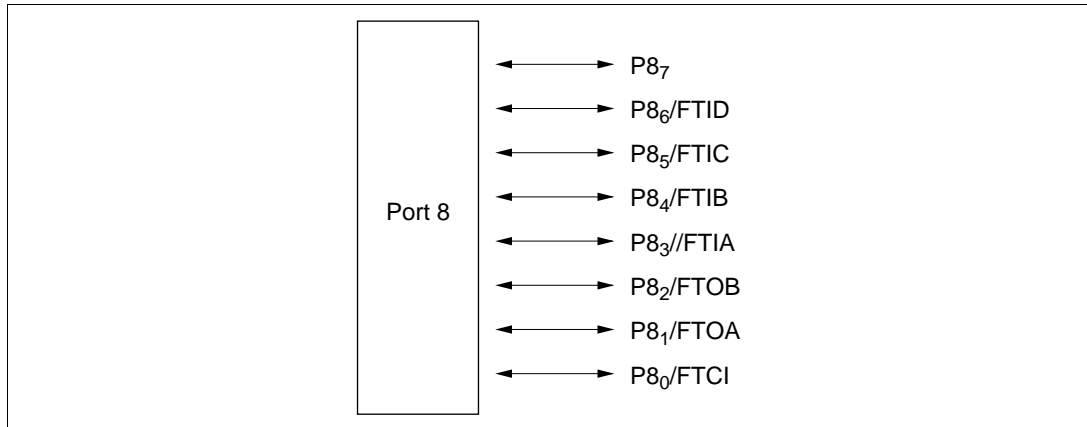 Port 8
P8₇
P8₆/FTID
P8₅/FTIC
P8₄/FTIB
P8₃//FTIA
P8₂/FTOB
P8₁/FTOA
P8₀/FTCI